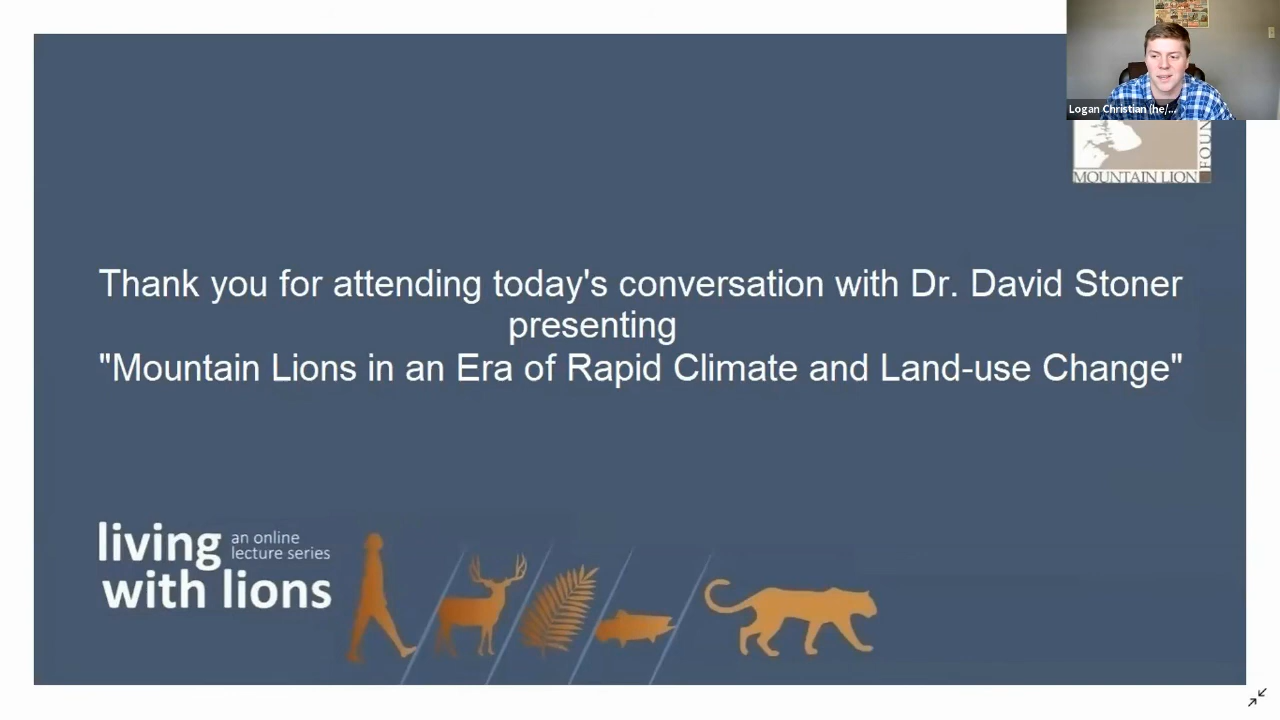 Logan Christian (he/...
FOUN
MOUNTAIN LION
Thank you for attending today's conversation with Dr. David Stoner
presenting
"Mountain Lions in an Era of Rapid Climate and Land-use Change"
living
an online
lecture series
with lions